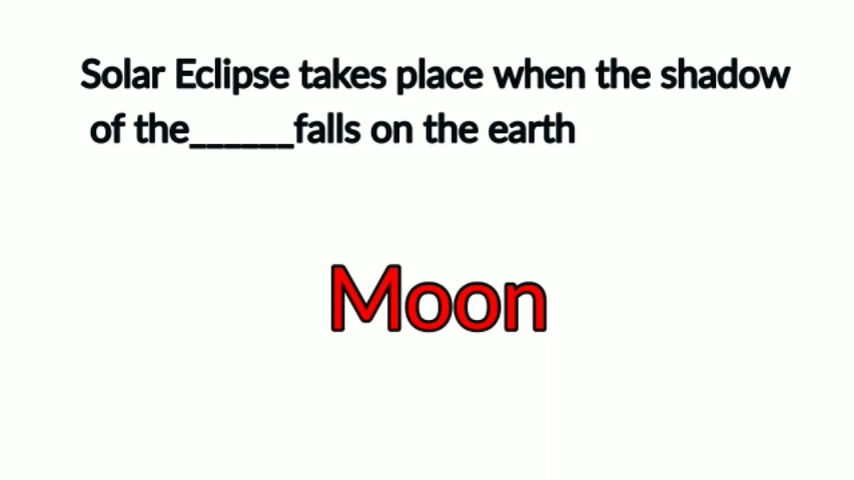 Solar Eclipse takes place when the shadow
of the______falls on the earth
Moon